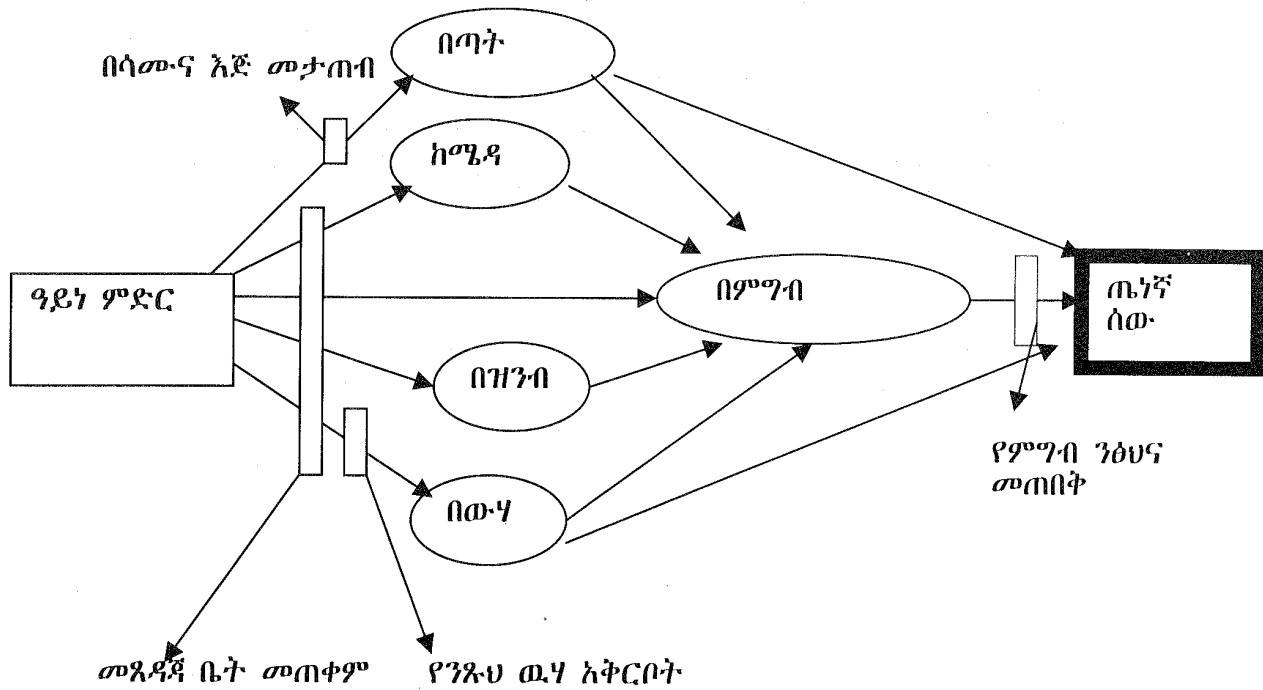 በጣት
በሳሙና እጅ መታጠብ
ከሜዳ
ዓይነ ምድር
በምግብ
ጤነኛ
ሰው
በዝንብ
የምግብ ንፅህና
መጠበቅ
በውሃ
መጸዳጃ ቤት መጠቀም
የንጹህ ዉሃ አቅርቦት